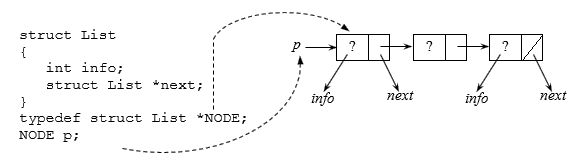 struct List
{
int info;
struct List *next;
}
typedef struct List *NODE;
NODE p;
p ? ? ?
info next info next